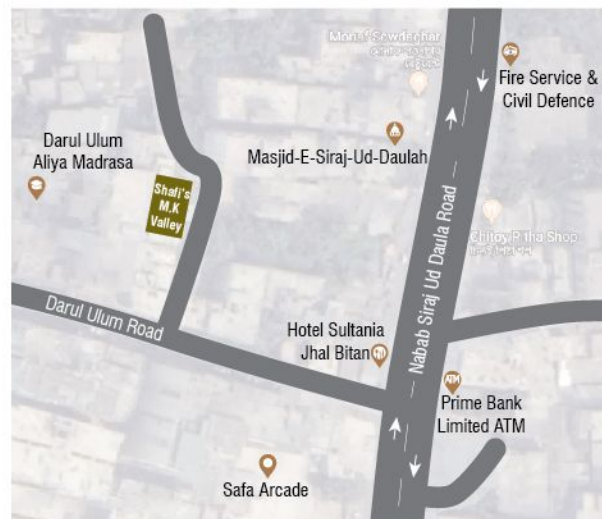 Fire Service &
Civil Defence
Masjid-E-Siraj-Ud-Daulah
Darul Ulum
Aliya Madrasa
Shafi's
M.K
Valley
Nabab Siraj Ud Daula Road
Darul Ulum Road
Hotel Sultania
Jhal Bitan
ATM
Prime Bank
Limited ATM
Safa Arcade